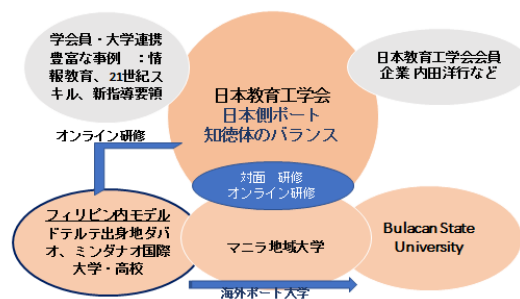 学会員・大学連携
豊富な事例　：情
報教育、21世紀ス
キル、新指導要領
日本教育工学会会員
企業 内田洋行など
日本教育工学会
日本側ポート
知徳体のバランス
オンライン研修
対面　研修
オンライン研修
フィリピン内モデル
ドテルテ出身地ダバ
オ、ミンダナオ国際
大学・高校
マニラ地域大学
Bulacan State
University
海外ポート大学